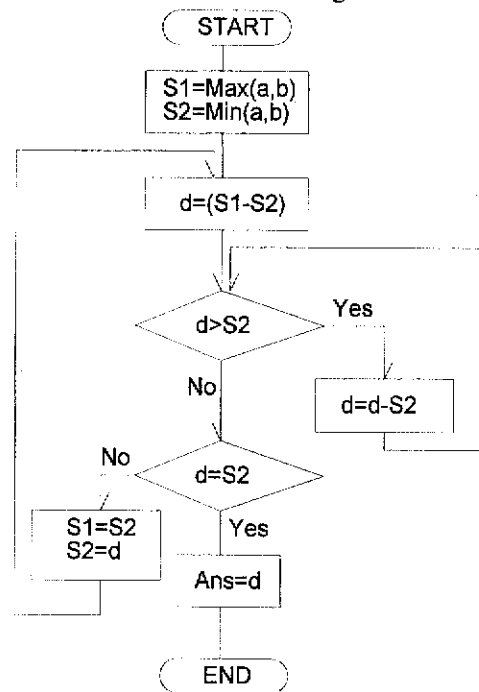 START
S1=Max(a,b)
S2=Min(a,b)
d=(S1-S2)
d>S2
Yes
d=d-S2
No
d=S2
No
S1=S2
S2=d
Yes
Ans=d
END